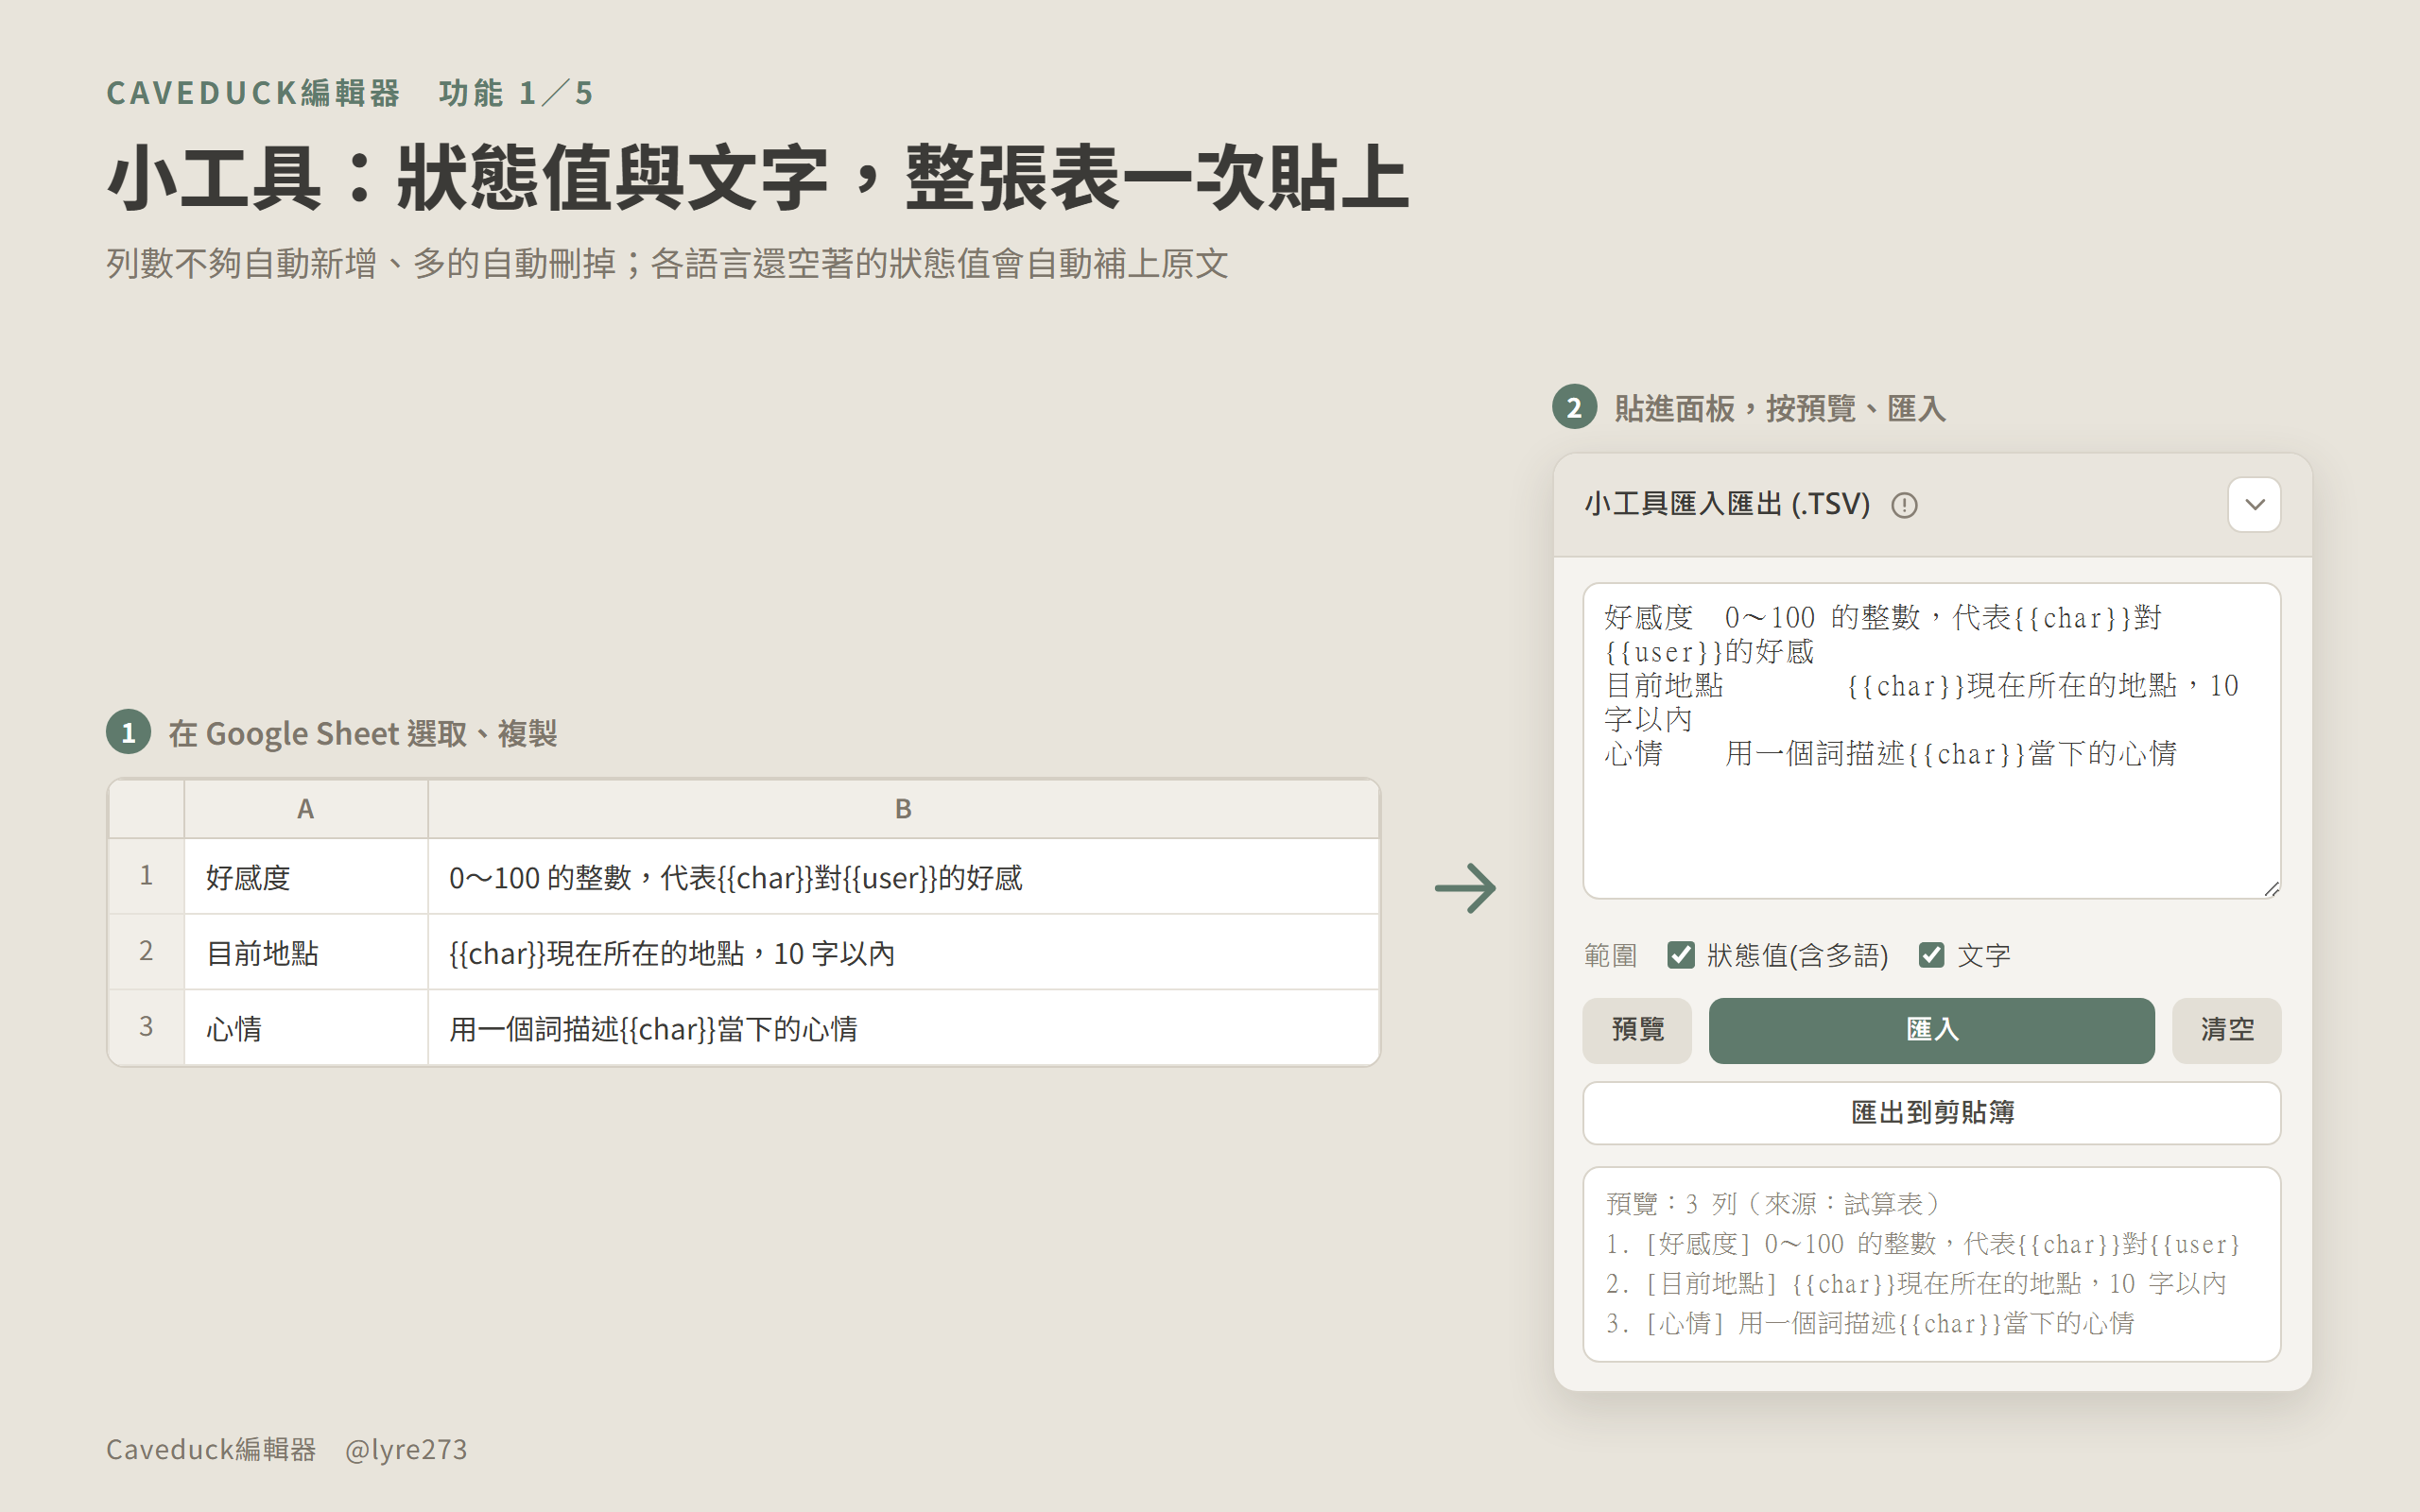 CAVEDUCK編輯器　功能 1／5
小工具：狀態值與文字，整張表一次貼上
列數不夠自動新增、多的自動刪掉；各語言還空著的狀態值會自動補上原文
1 在 Google Sheet 選取、複製
A B
1 好感度 0～100 的整數，代表{{char}}對{{user}}的好感
2 目前地點 {{char}}現在所在的地點，10 字以內
3 心情 用一個詞描述{{char}}當下的心情
2 貼進面板，按預覽、匯入
小工具匯入匯出 (.TSV)
好感度 0～100 的整數，代表{{char}}對
{{user}}的好感
目前地點 {{char}}現在所在的地點，10
字以內
心情 用一個詞描述{{char}}當下的心情
範圍 狀態值(含多語) 文字
預覽 匯入 清空
匯出到剪貼簿
預覽：3 列（來源：試算表）
1. [好感度] 0～100 的整數，代表{{char}}對{{user}
2. [目前地點] {{char}}現在所在的地點，10 字以內
3. [心情] 用一個詞描述{{char}}當下的心情
Caveduck編輯器　@lyre273